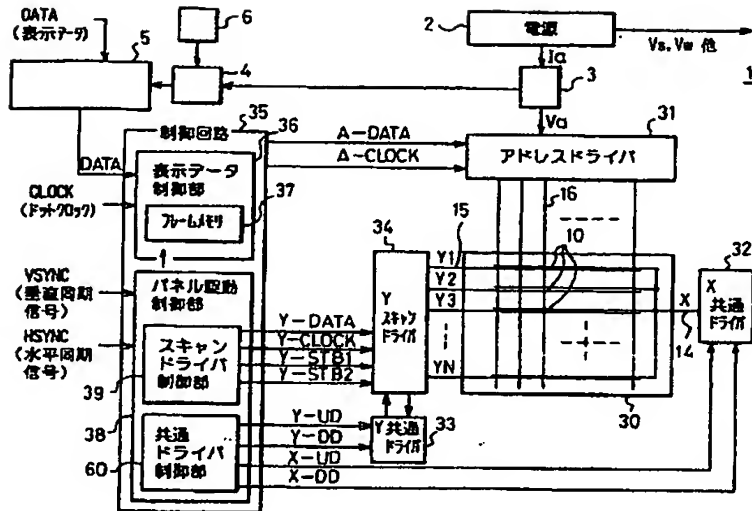 DATA
(表示データ)
5
6
4
2
電源
Vs.Vw 他
Ia
3
1
Va
35
制御回路
36
A-DATA
A-CLOCK
31
アドレスドライバ
DATA
表示データ
制御部
CLOCK
(ドットクロック)
フレームメモリ
37
16
34
15
10
32
VSYNC
(垂直同期
信号)
パネル駆動
制御部
Y
スキャン
ドライバ
Y1
Y2
Y3
YN
X
X
共通
ドライバ
14
HSYNC
(水平同期
信号)
スキャン
ドライバ
制御部
Y-DATA
Y-CLOCK
Y-STB1
Y-STB2
39
38
30
共通
ドライバ
制御部
60
Y-UD
Y-DD
X-UD
X-DD
Y
共通
ドライバ
33